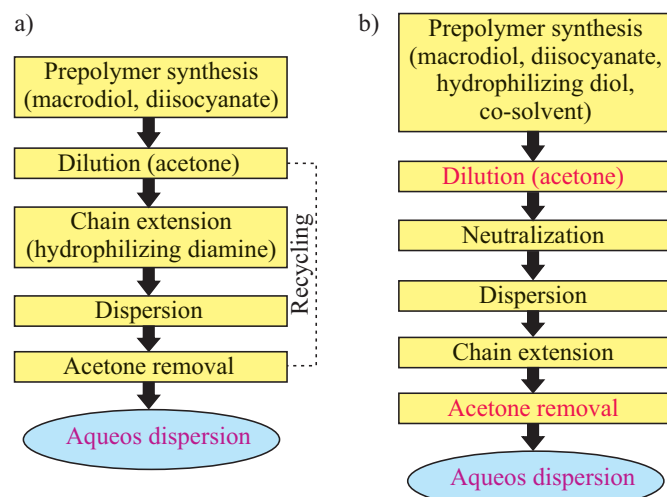 a)
Prepolymer synthesis
(macrodiol, diisocyanate)
Dilution (acetone)
Chain extension
(hydrophilizing diamine)
Recycling
Dispersion
Acetone removal
Aqueos dispersion
b)
Prepolymer synthesis
(macrodiol, diisocyanate,
hydrophilizing diol,
co-solvent)
Dilution (acetone)
Neutralization
Dispersion
Chain extension
Acetone removal
Aqueos dispersion